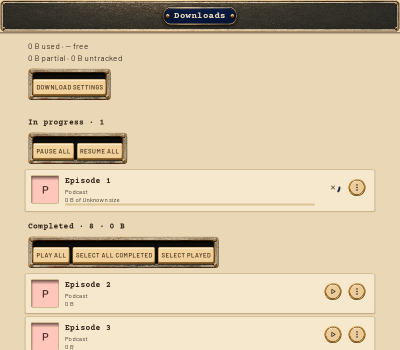 Downloads
0 B used · — free
0 B partial · 0 B untracked
DOWNLOAD SETTINGS
In progress · 1
PAUSE ALL RESUME ALL
P
Episode 1
Podcast
0 B of Unknown size
Completed · 8 · 0 B
PLAY ALL SELECT ALL COMPLETED SELECT PLAYED
P
Episode 2
Podcast
0 B
P
Episode 3
Podcast
0 B